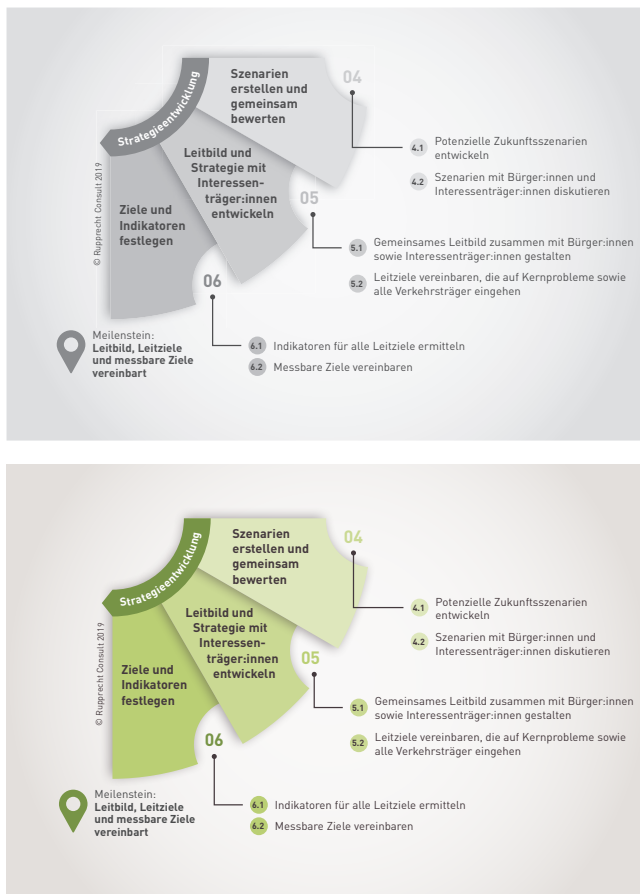 Strategieentwicklung
© Rupprecht Consult 2019
Szenarien
erstellen und
gemeinsam
bewerten
04
4.1 Potenzielle Zukunftsszenarien
entwickeln
4.2 Szenarien mit Bürger:innen und
Interessenträger:innen diskutieren
Leitbild und
Strategie mit
Interessen-
träger:innen
entwickeln
05
5.1 Gemeinsames Leitbild zusammen mit Bürger:innen
sowie Interessenträger:innen gestalten
5.2 Leitziele vereinbaren, die auf Kernprobleme sowie
alle Verkehrsträger eingehen
Ziele und
Indikatoren
festlegen
06
6.1 Indikatoren für alle Leitziele ermitteln
6.2 Messbare Ziele vereinbaren
Meilenstein:
Leitbild, Leitziele
und messbare Ziele
vereinbart
Strategieentwicklung
© Rupprecht Consult 2019
Szenarien
erstellen und
gemeinsam
bewerten
04
4.1 Potenzielle Zukunftsszenarien
entwickeln
4.2 Szenarien mit Bürger:innen und
Interessenträger:innen diskutieren
Leitbild und
Strategie mit
Interessen-
träger:innen
entwickeln
05
5.1 Gemeinsames Leitbild zusammen mit Bürger:innen
sowie Interessenträger:innen gestalten
5.2 Leitziele vereinbaren, die auf Kernprobleme sowie
alle Verkehrsträger eingehen
Ziele und
Indikatoren
festlegen
06
6.1 Indikatoren für alle Leitziele ermitteln
6.2 Messbare Ziele vereinbaren
Meilenstein:
Leitbild, Leitziele
und messbare Ziele
vereinbart